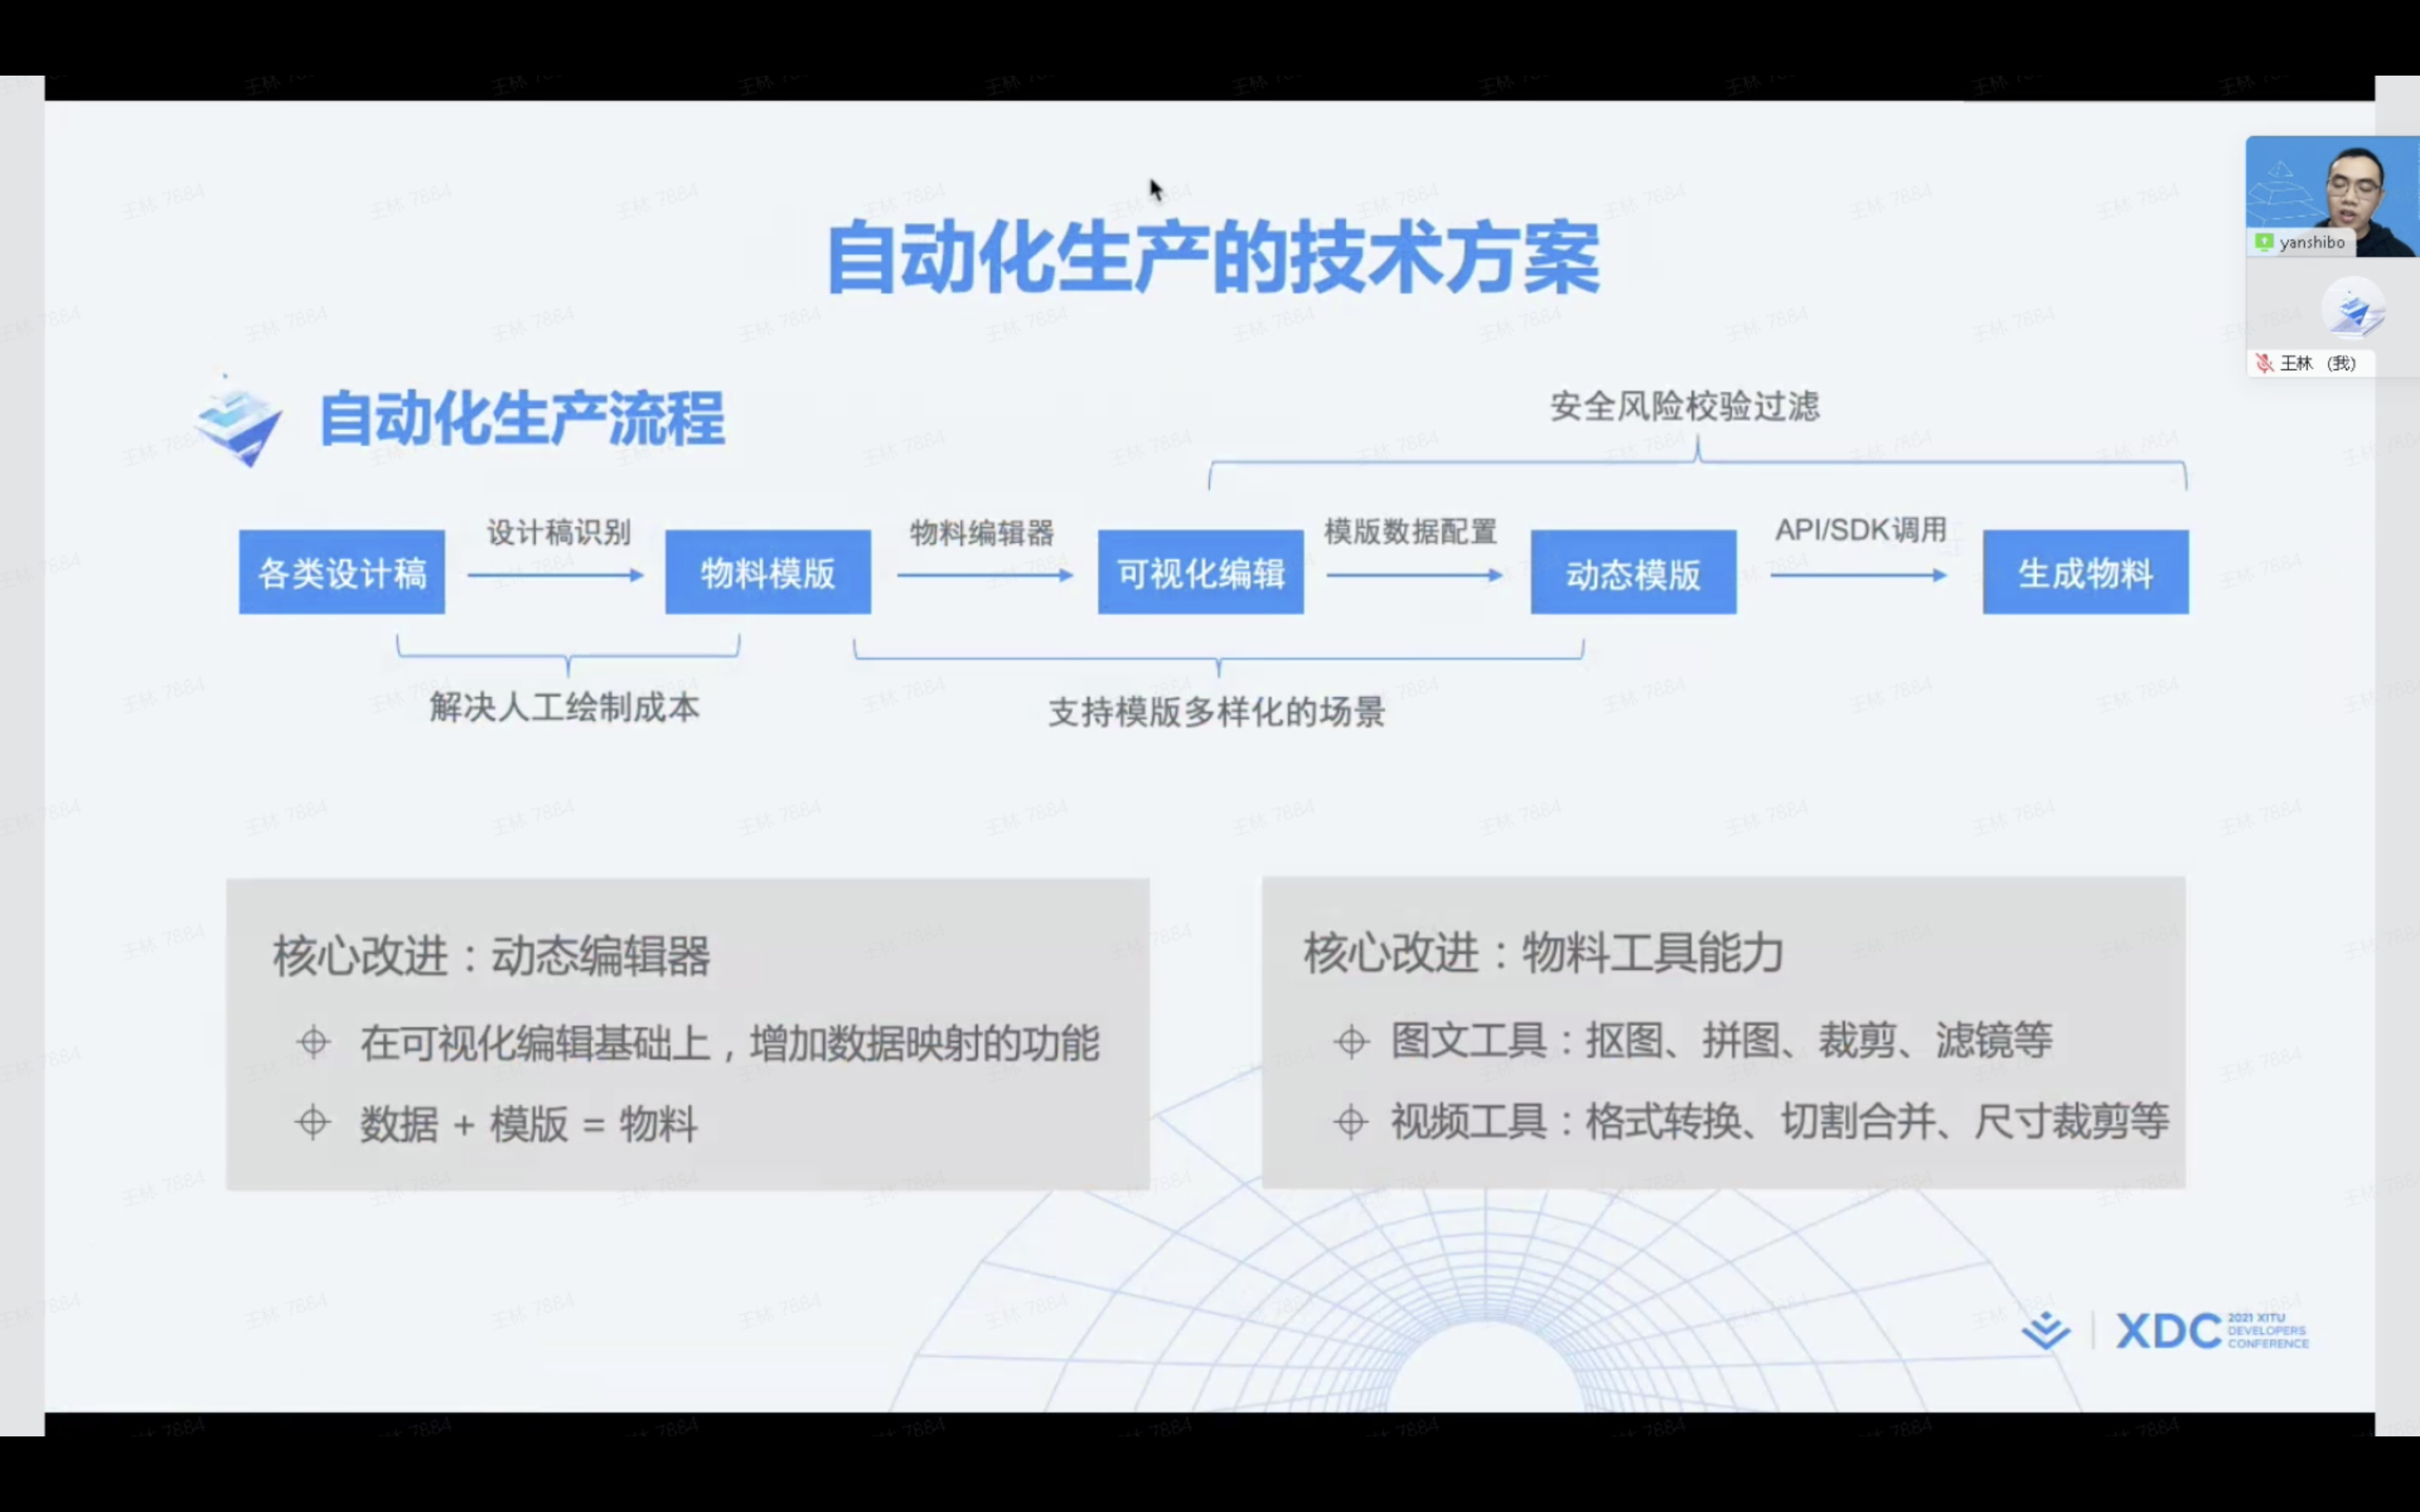 自动化生产的技术方案
yanshibo
王林 (我)
自动化生产流程
安全风险校验过滤
各类设计稿
设计稿识别
物料模版
物料编辑器
可视化编辑
模版数据配置
动态模版
API/SDK调用
生成物料
解决人工绘制成本
支持模版多样化的场景
核心改进：动态编辑器
在可视化编辑基础上，增加数据映射的功能
数据 + 模版 = 物料
核心改进：物料工具能力
图文工具：抠图、拼图、裁剪、滤镜等
视频工具：格式转换、切割合并、尺寸裁剪等
XDC
2021 XITU
DEVELOPERS
CONFERENCE
王林 7884